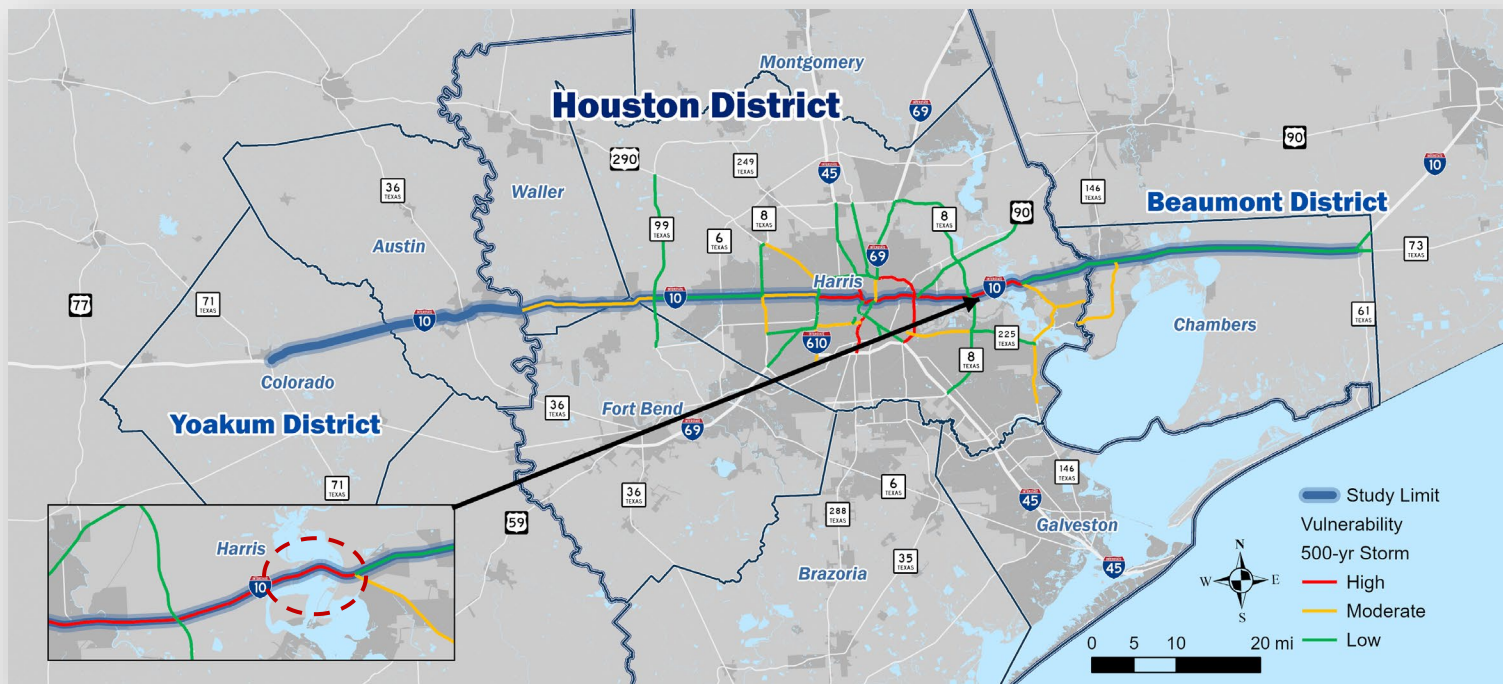 Montgomery
Houston District
69
90
290
249
TEXAS
45
10
36
TEXAS
Waller
146
TEXAS
Beaumont District
8
TEXAS
8
TEXAS
90
99
TEXAS
6
TEXAS
Austin
73
TEXAS
69
Harris
10
77
71
TEXAS
10
10
61
TEXAS
Chambers
225
TEXAS
610
8
TEXAS
Colorado
36
TEXAS
Fort Bend
Yoakum District
69
146
TEXAS
71
TEXAS
36
TEXAS
6
TEXAS
45
288
TEXAS
59
Galveston
35
TEXAS
45
Brazoria
Harris
10
Study Limit
Vulnerability
500-yr Storm
High
Moderate
Low
N
W E
S
0 5 10 20 mi